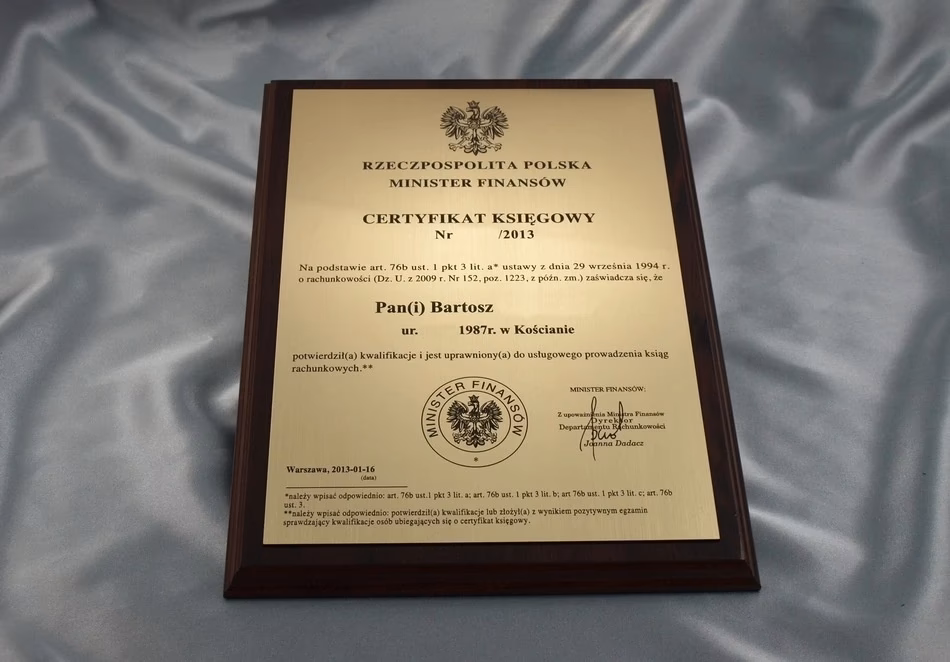 RZECZPOSPOLITA POLSKA
MINISTER FINANSÓW
CERTYFIKAT KSIĘGOWY
Nr /2013
Na podstawie art. 76b ust. 1 pkt 3 lit. a* ustawy z dnia 29 września 1994 r.
o rachunkowości (Dz. U. z 2009 r. Nr 152, poz. 1223, z późn. zm.) zaświadcza się, że
Pan(i) Bartosz
ur. 1987r. w Kościanie
potwierdził(a) kwalifikacje i jest uprawniony(a) do usługowego prowadzenia ksiąg
rachunkowych.**
MINISTER FINANSÓW
*
MINISTER FINANSÓW:
Z upoważnienia Ministra Finansów
Dyrektor
Departamentu Rachunkowości
Joanna Dadacz
Warszawa, 2013-01-16
(data)
*należy wpisać odpowiednio: art. 76b ust.1 pkt 3 lit. a; art. 76b ust. 1 pkt 3 lit. b; art 76b ust. 1 pkt 3 lit. c; art. 76b
ust. 3.
**należy wpisać odpowiednio: potwierdził(a) kwalifikacje lub złożył(a) z wynikiem pozytywnym egzamin
sprawdzający kwalifikacje osób ubiegających się o certyfikat księgowy.